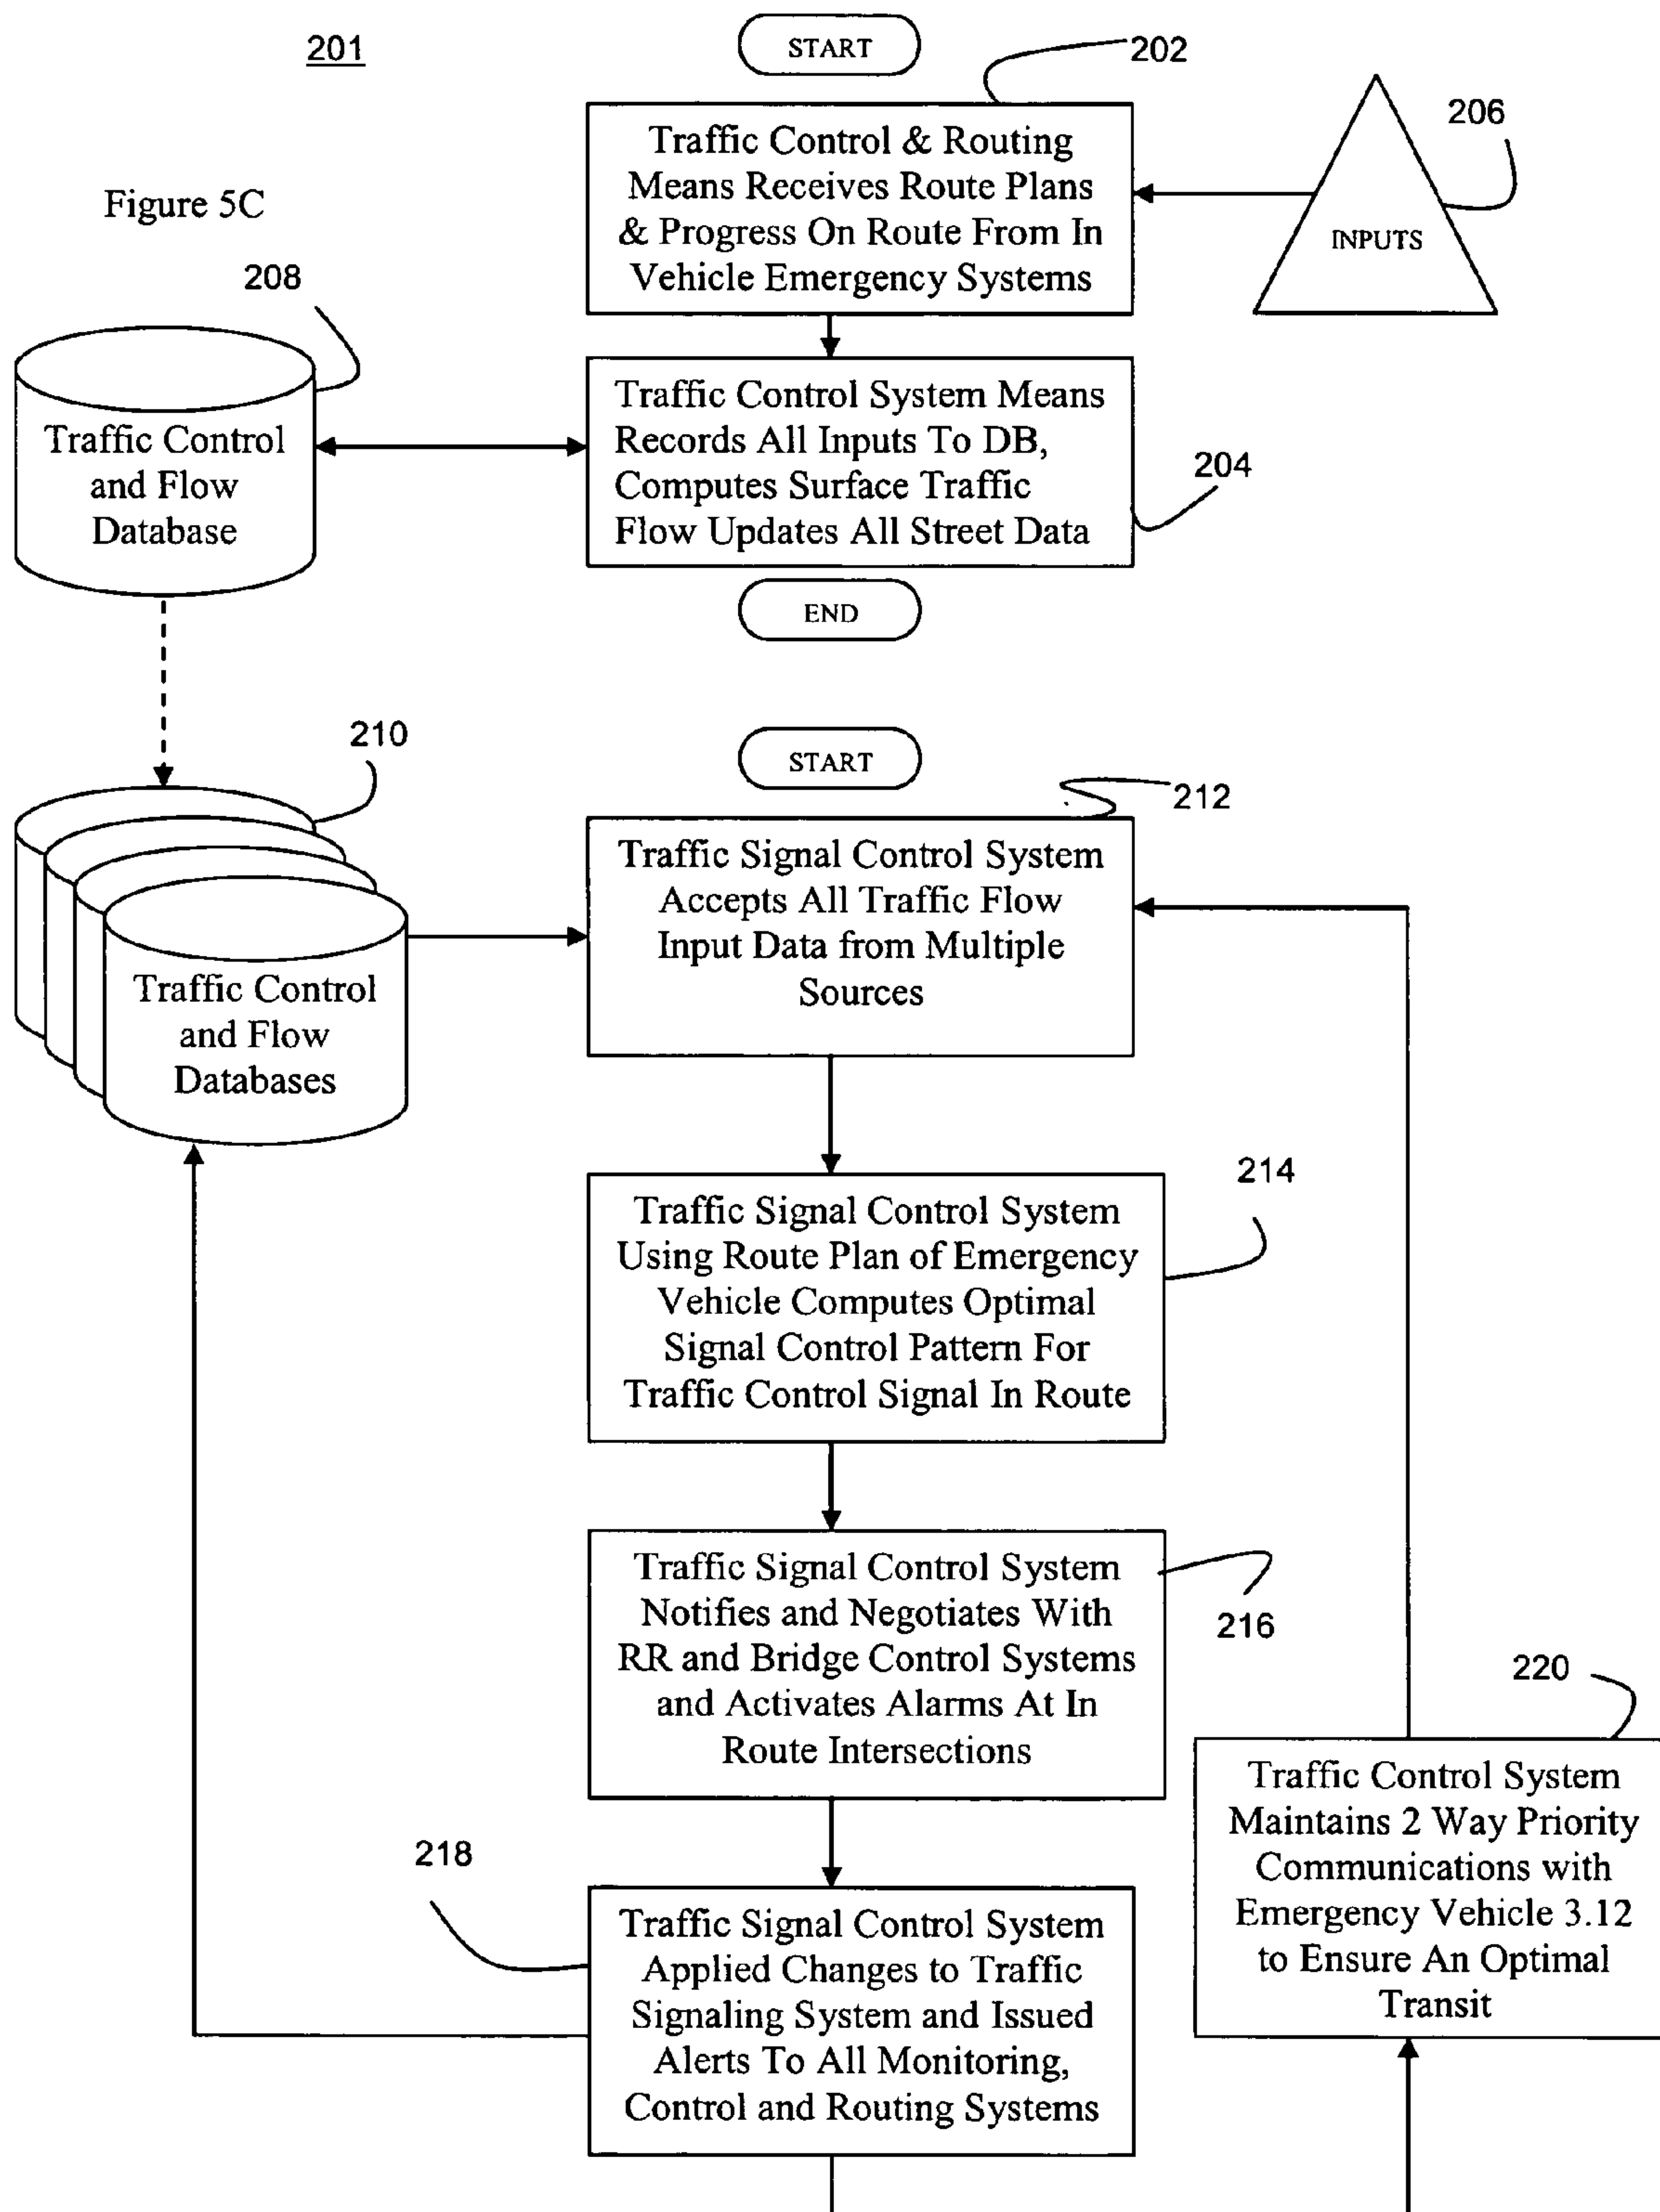 201
START
202
Traffic Control & Routing
Means Receives Route Plans
& Progress On Route From In
Vehicle Emergency Systems
206
INPUTS
Figure 5C
208
Traffic Control
and Flow
Database
Traffic Control System Means
Records All Inputs To DB,
Computes Surface Traffic
Flow Updates All Street Data
204
END
210
START
212
Traffic Control
and Flow
Databases
Traffic Signal Control System
Accepts All Traffic Flow
Input Data from Multiple
Sources
214
Traffic Signal Control System
Using Route Plan of Emergency
Vehicle Computes Optimal
Signal Control Pattern For
Traffic Control Signal In Route
Traffic Signal Control System
Notifies and Negotiates With
RR and Bridge Control Systems
and Activates Alarms At In
Route Intersections
216
220
Traffic Control System
Maintains 2 Way Priority
Communications with
Emergency Vehicle 3.12
to Ensure An Optimal
Transit
218
Traffic Signal Control System
Applied Changes to Traffic
Signaling System and Issued
Alerts To All Monitoring,
Control and Routing Systems